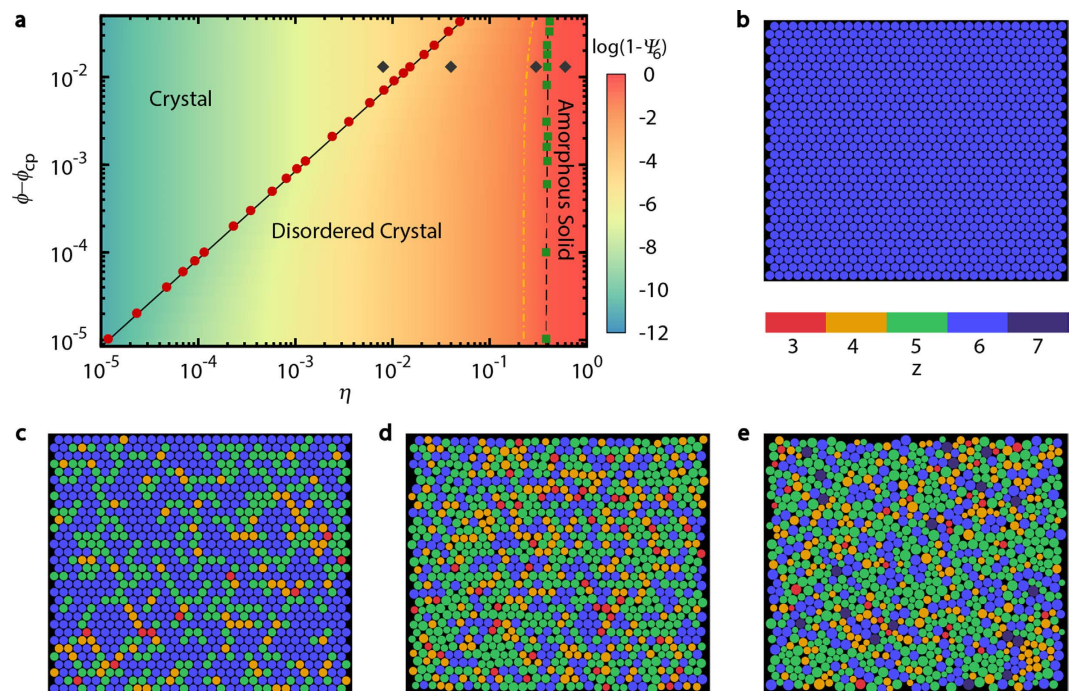 a
b
log(1-Ψ₆)
10⁻²
10⁻³
10⁻⁴
10⁻⁵
ϕ−ϕcp
Crystal
Disordered Crystal
Amorphous Solid
0
-2
-4
-6
-8
-10
-12
10⁻⁵ 10⁻⁴ 10⁻³ 10⁻² 10⁻¹ 10⁰
η
3 4 5 6 7
z
c d e